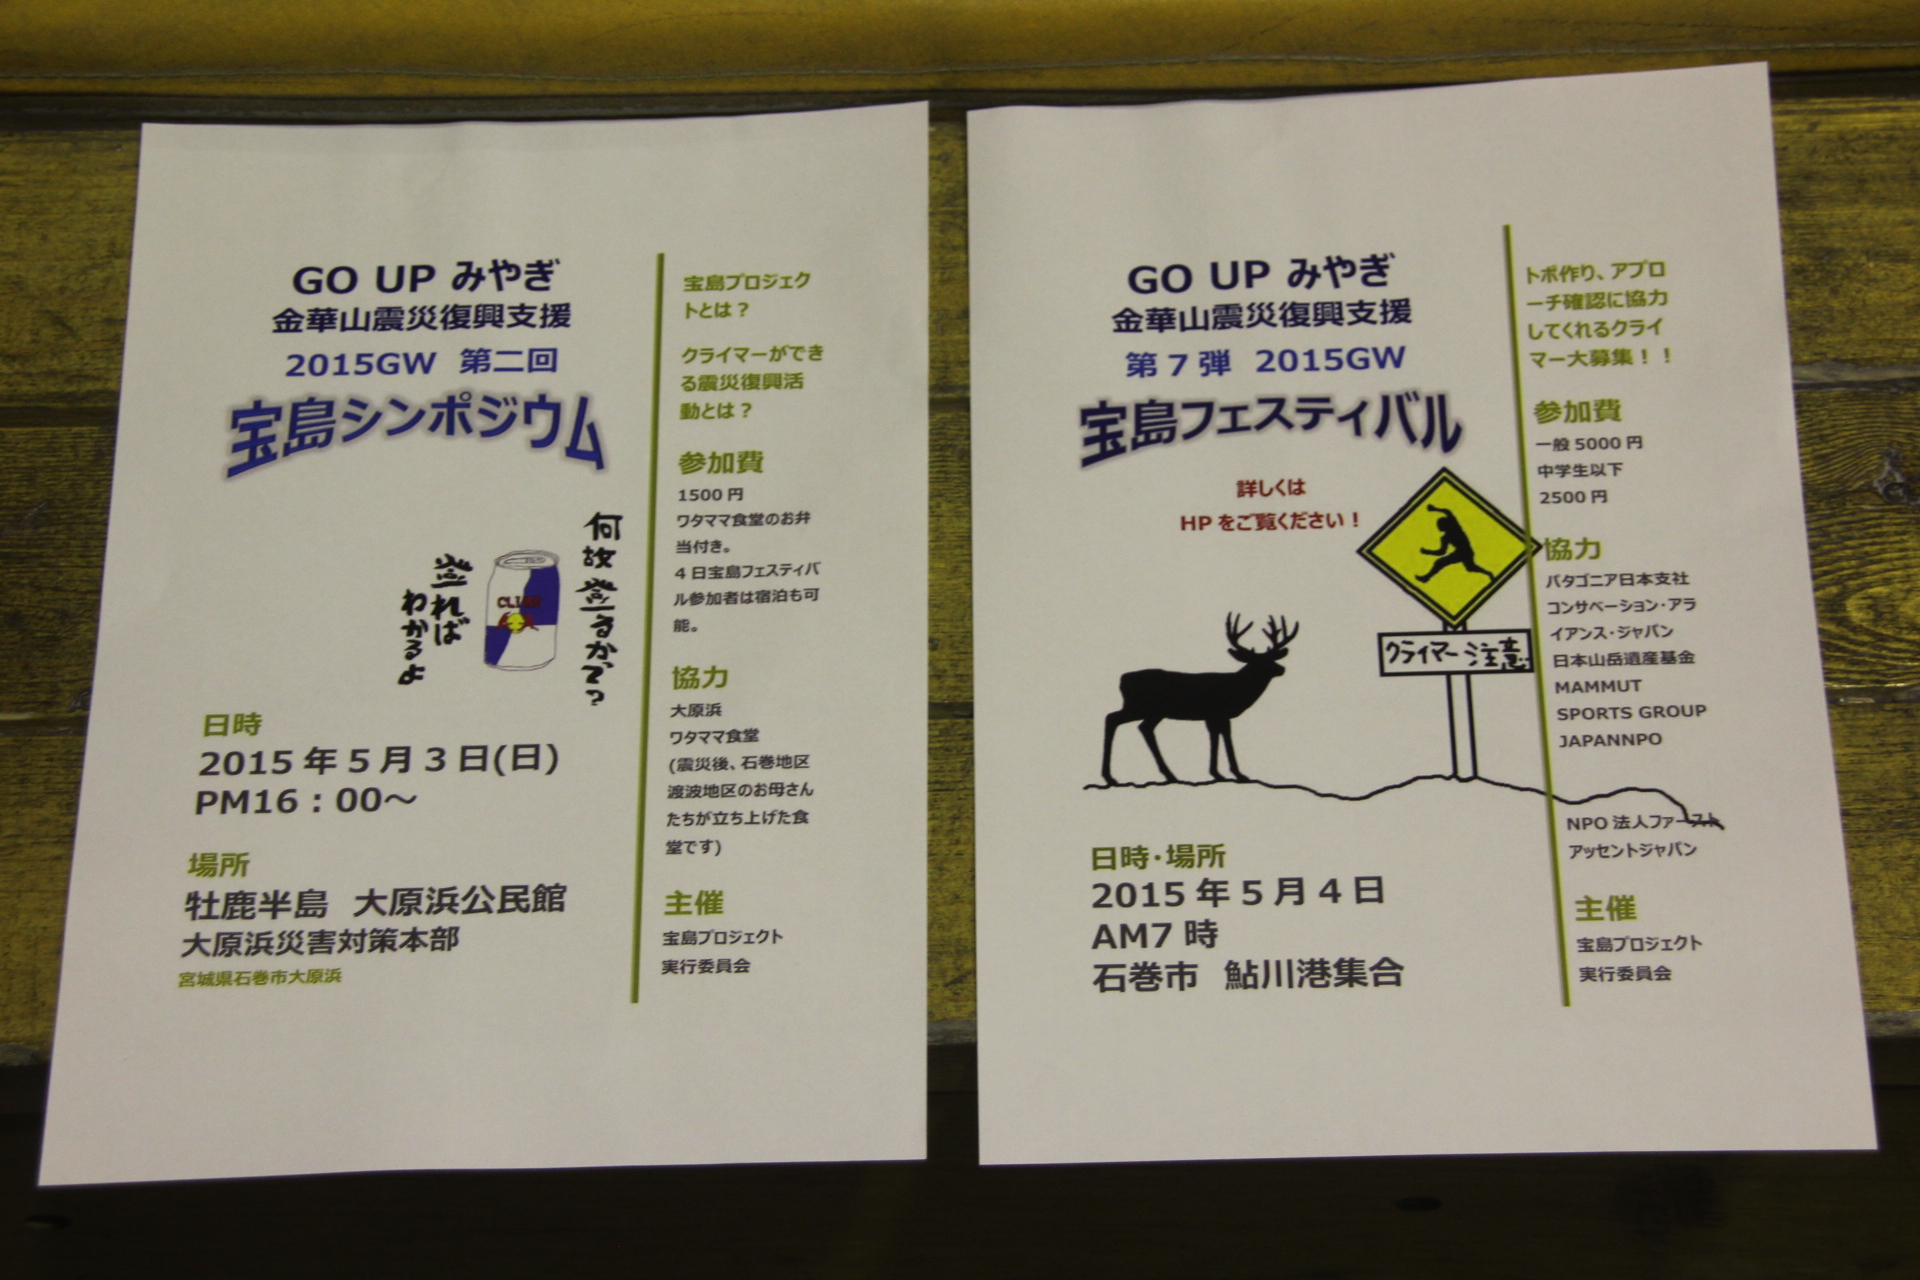 GO UP みやぎ
金華山震災復興支援
2015GW 第二回
宝島シンポジウム
何故登るかで?
登れば
わかるよ
日時
2015年5月3日(日)
PM16:00〜
場所
牡鹿半島 大原浜公民館
大原浜災害対策本部
宮城県石巻市大原浜
宝島プロジェク
トとは?
クライマーができ
る震災復興活
動とは?
参加費
1500円
ワタママ食堂のお弁
当付き。
4日宝島フェスティバ
ル参加者は宿泊も可
能。
協力
大原浜
ワタママ食堂
(震災後、石巻地区
渡波地区のお母さん
たちが立ち上げた食
堂です)
主催
宝島プロジェクト
実行委員会
GO UP みやぎ
金華山震災復興支援
第7弾 2015GW
宝島フェスティバル
詳しくは
HPをご覧ください!
クライマー注意
日時・場所
2015年5月4日
AM7時
石巻市 鮎川港集合
トポ作り、アプロ
ーチ確認に協力
してくれるクライ
マー大募集!!
参加費
一般5000円
中学生以下
2500円
協力
パタゴニア日本支社
コンサベーション・アラ
イアンス・ジャパン
日本山岳遺産基金
MAMMUT
SPORTS GROUP
JAPANNPO
NPO法人ファースト
アッセントジャパン
主催
宝島プロジェクト
実行委員会